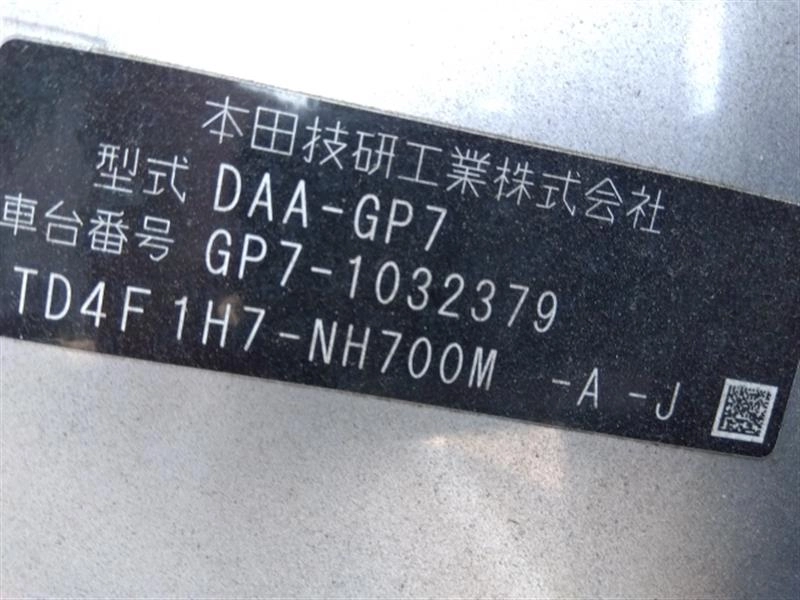 本田技研工業株式会社
型式 DAA-GP7
車台番号 GP7-1032379
TD4F1H7-NH700M -A-J